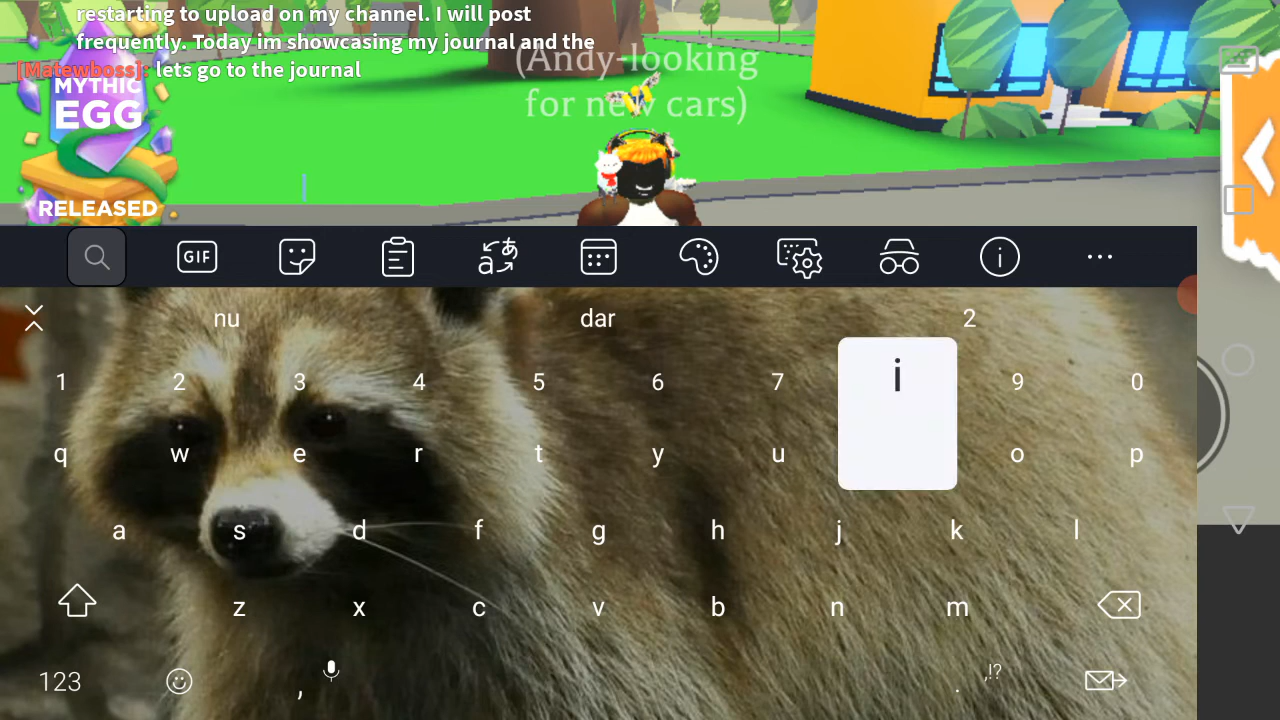 restarting to upload on my channel. I will post
frequently. Today im showcasing my journal and the
[Matewboss]: lets go to the journal
(Andy-looking
for new cars)
MYTHIC
EGG
RELEASED
GIF
nu dar 2
1 2 3 4 5 6 7 i 9 0
q w e r t y u o p
a s d f g h j k l
z x c v b n m
123 , . ,!?